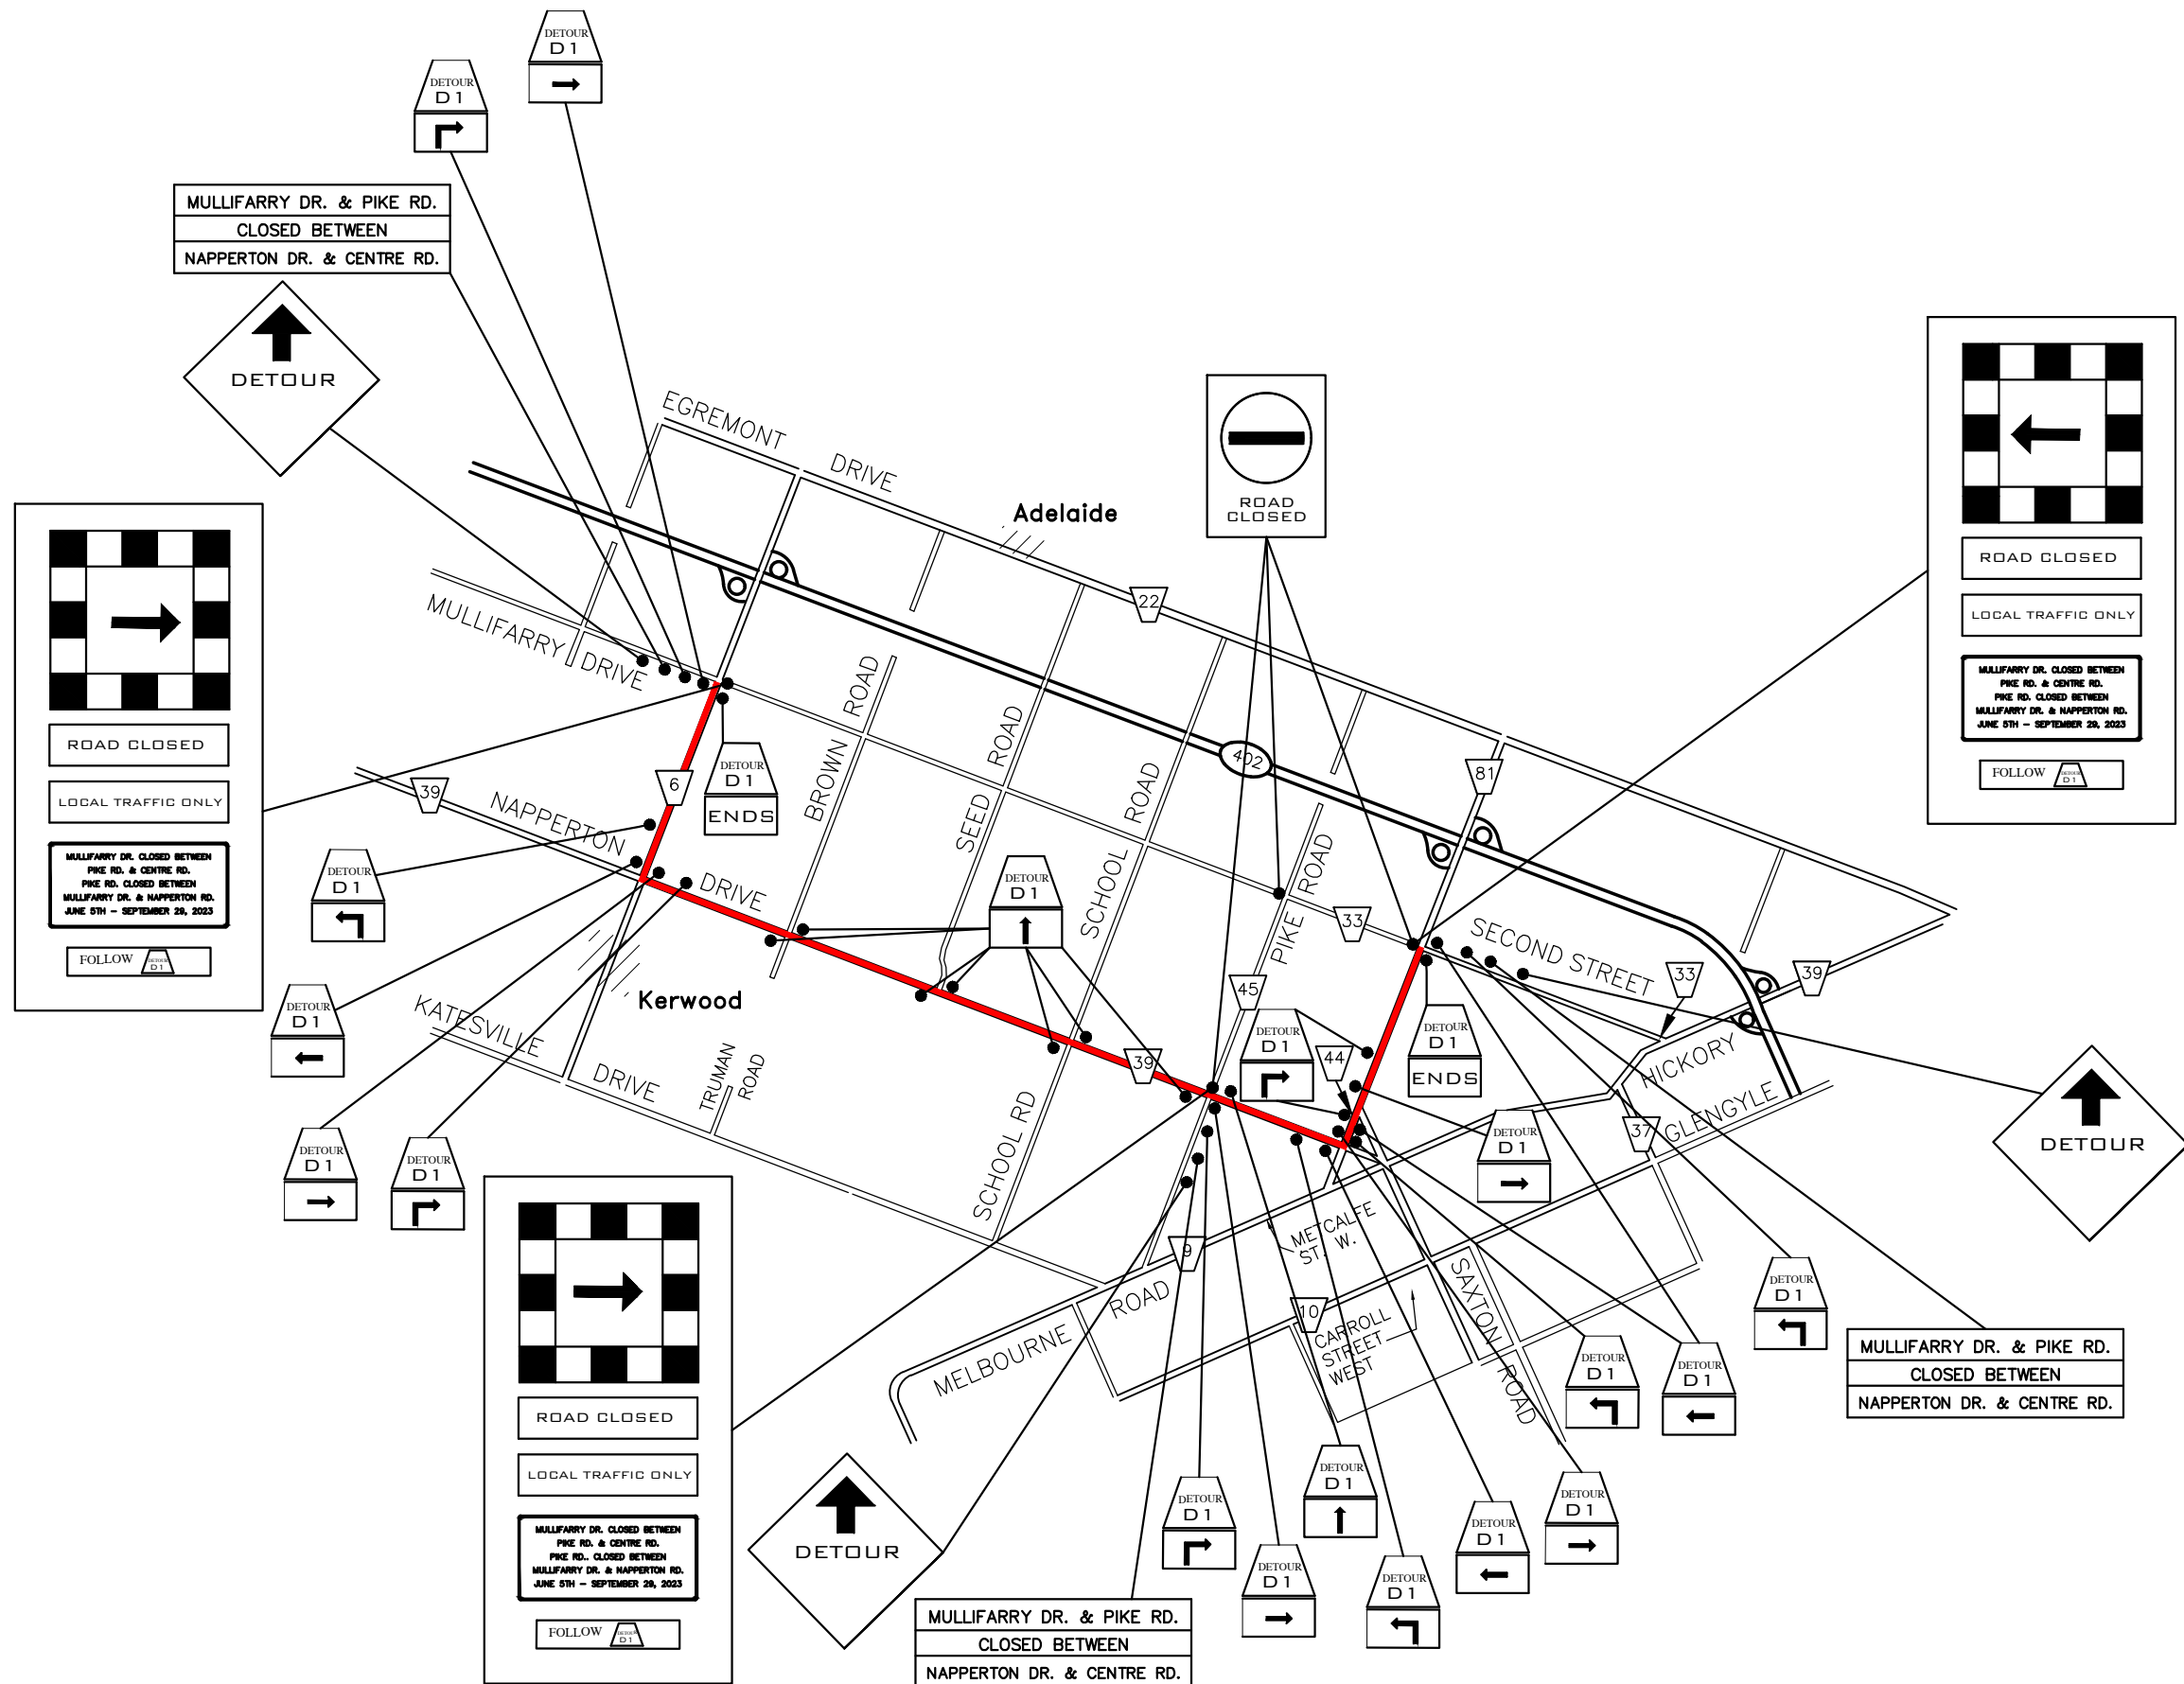 DETOUR
D1
DETOUR
D1
MULLIFARRY DR. & PIKE RD.
CLOSED BETWEEN
NAPPERTON DR. & CENTRE RD.
DETOUR
ROAD CLOSED
LOCAL TRAFFIC ONLY
MULLIFARRY DR. CLOSED BETWEEN
PIKE RD. & CENTRE RD.
PIKE RD. CLOSED BETWEEN
MULLIFARRY DR. & NAPPERTON RD.
JUNE 5TH - SEPTEMBER 29, 2023
FOLLOW DETOUR D1
EGREMONT DRIVE
Adelaide
ROAD
CLOSED
22
MULLIFARRY DRIVE
402
81
ROAD CLOSED
LOCAL TRAFFIC ONLY
MULLIFARRY DR. CLOSED BETWEEN
PIKE RD. & CENTRE RD.
PIKE RD. CLOSED BETWEEN
MULLIFARRY DR. & NAPPERTON RD.
JUNE 5TH - SEPTEMBER 29, 2023
FOLLOW DETOUR D1
39
NAPPERTON DRIVE
6
DETOUR
D1
ENDS
BROWN ROAD
SEED ROAD
SCHOOL ROAD
PIKE ROAD
33
SECOND STREET
33
39
DETOUR
D1
DETOUR
D1
DETOUR
D1
Kerwood
KATESVILLE DRIVE
TRUMAN
ROAD
SCHOOL RD
39
45
DETOUR
D1
44
DETOUR
D1
ENDS
HICKORY
37
GLENGYLE
DETOUR
DETOUR
D1
DETOUR
D1
DETOUR
D1
METCALFE
ST. W.
9
MELBOURNE ROAD
10
CARROLL
STREET
WEST
SAXTON ROAD
ROAD CLOSED
LOCAL TRAFFIC ONLY
MULLIFARRY DR. CLOSED BETWEEN
PIKE RD. & CENTRE RD.
PIKE RD.. CLOSED BETWEEN
MULLIFARRY DR. & NAPPERTON RD.
JUNE 5TH - SEPTEMBER 29, 2023
FOLLOW DETOUR D1
DETOUR
D1
MULLIFARRY DR. & PIKE RD.
CLOSED BETWEEN
NAPPERTON DR. & CENTRE RD.
DETOUR
D1
DETOUR
D1
DETOUR
DETOUR
D1
DETOUR
D1
DETOUR
D1
DETOUR
D1
DETOUR
D1
DETOUR
D1
MULLIFARRY DR. & PIKE RD.
CLOSED BETWEEN
NAPPERTON DR. & CENTRE RD.